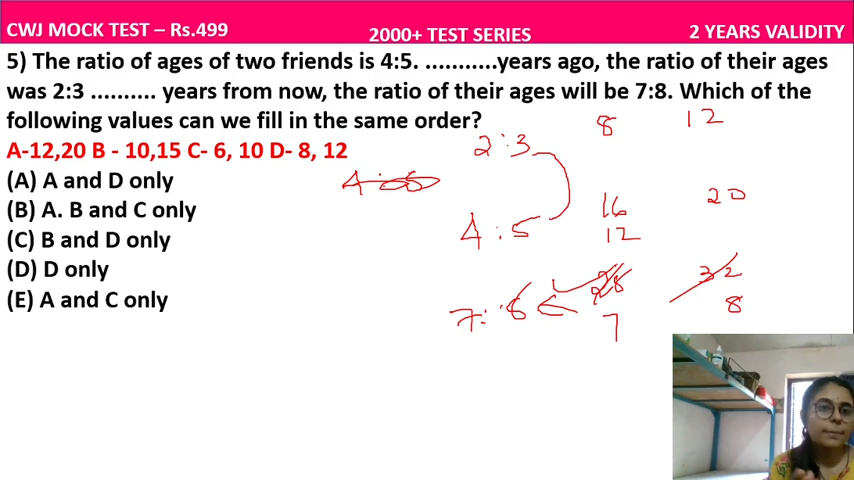 CWJ MOCK TEST – Rs.499
2000+ TEST SERIES
2 YEARS VALIDITY
5) The ratio of ages of two friends is 4:5. ...........years ago, the ratio of their ages
was 2:3 .......... years from now, the ratio of their ages will be 7:8. Which of the
following values can we fill in the same order?
A-12,20 B - 10,15 C- 6, 10 D- 8, 12
(A) A and D only
(B) A. B and C only
(C) B and D only
(D) D only
(E) A and C only
8 12
2:3
16 20
4:5 12
28 32
7: 8
7